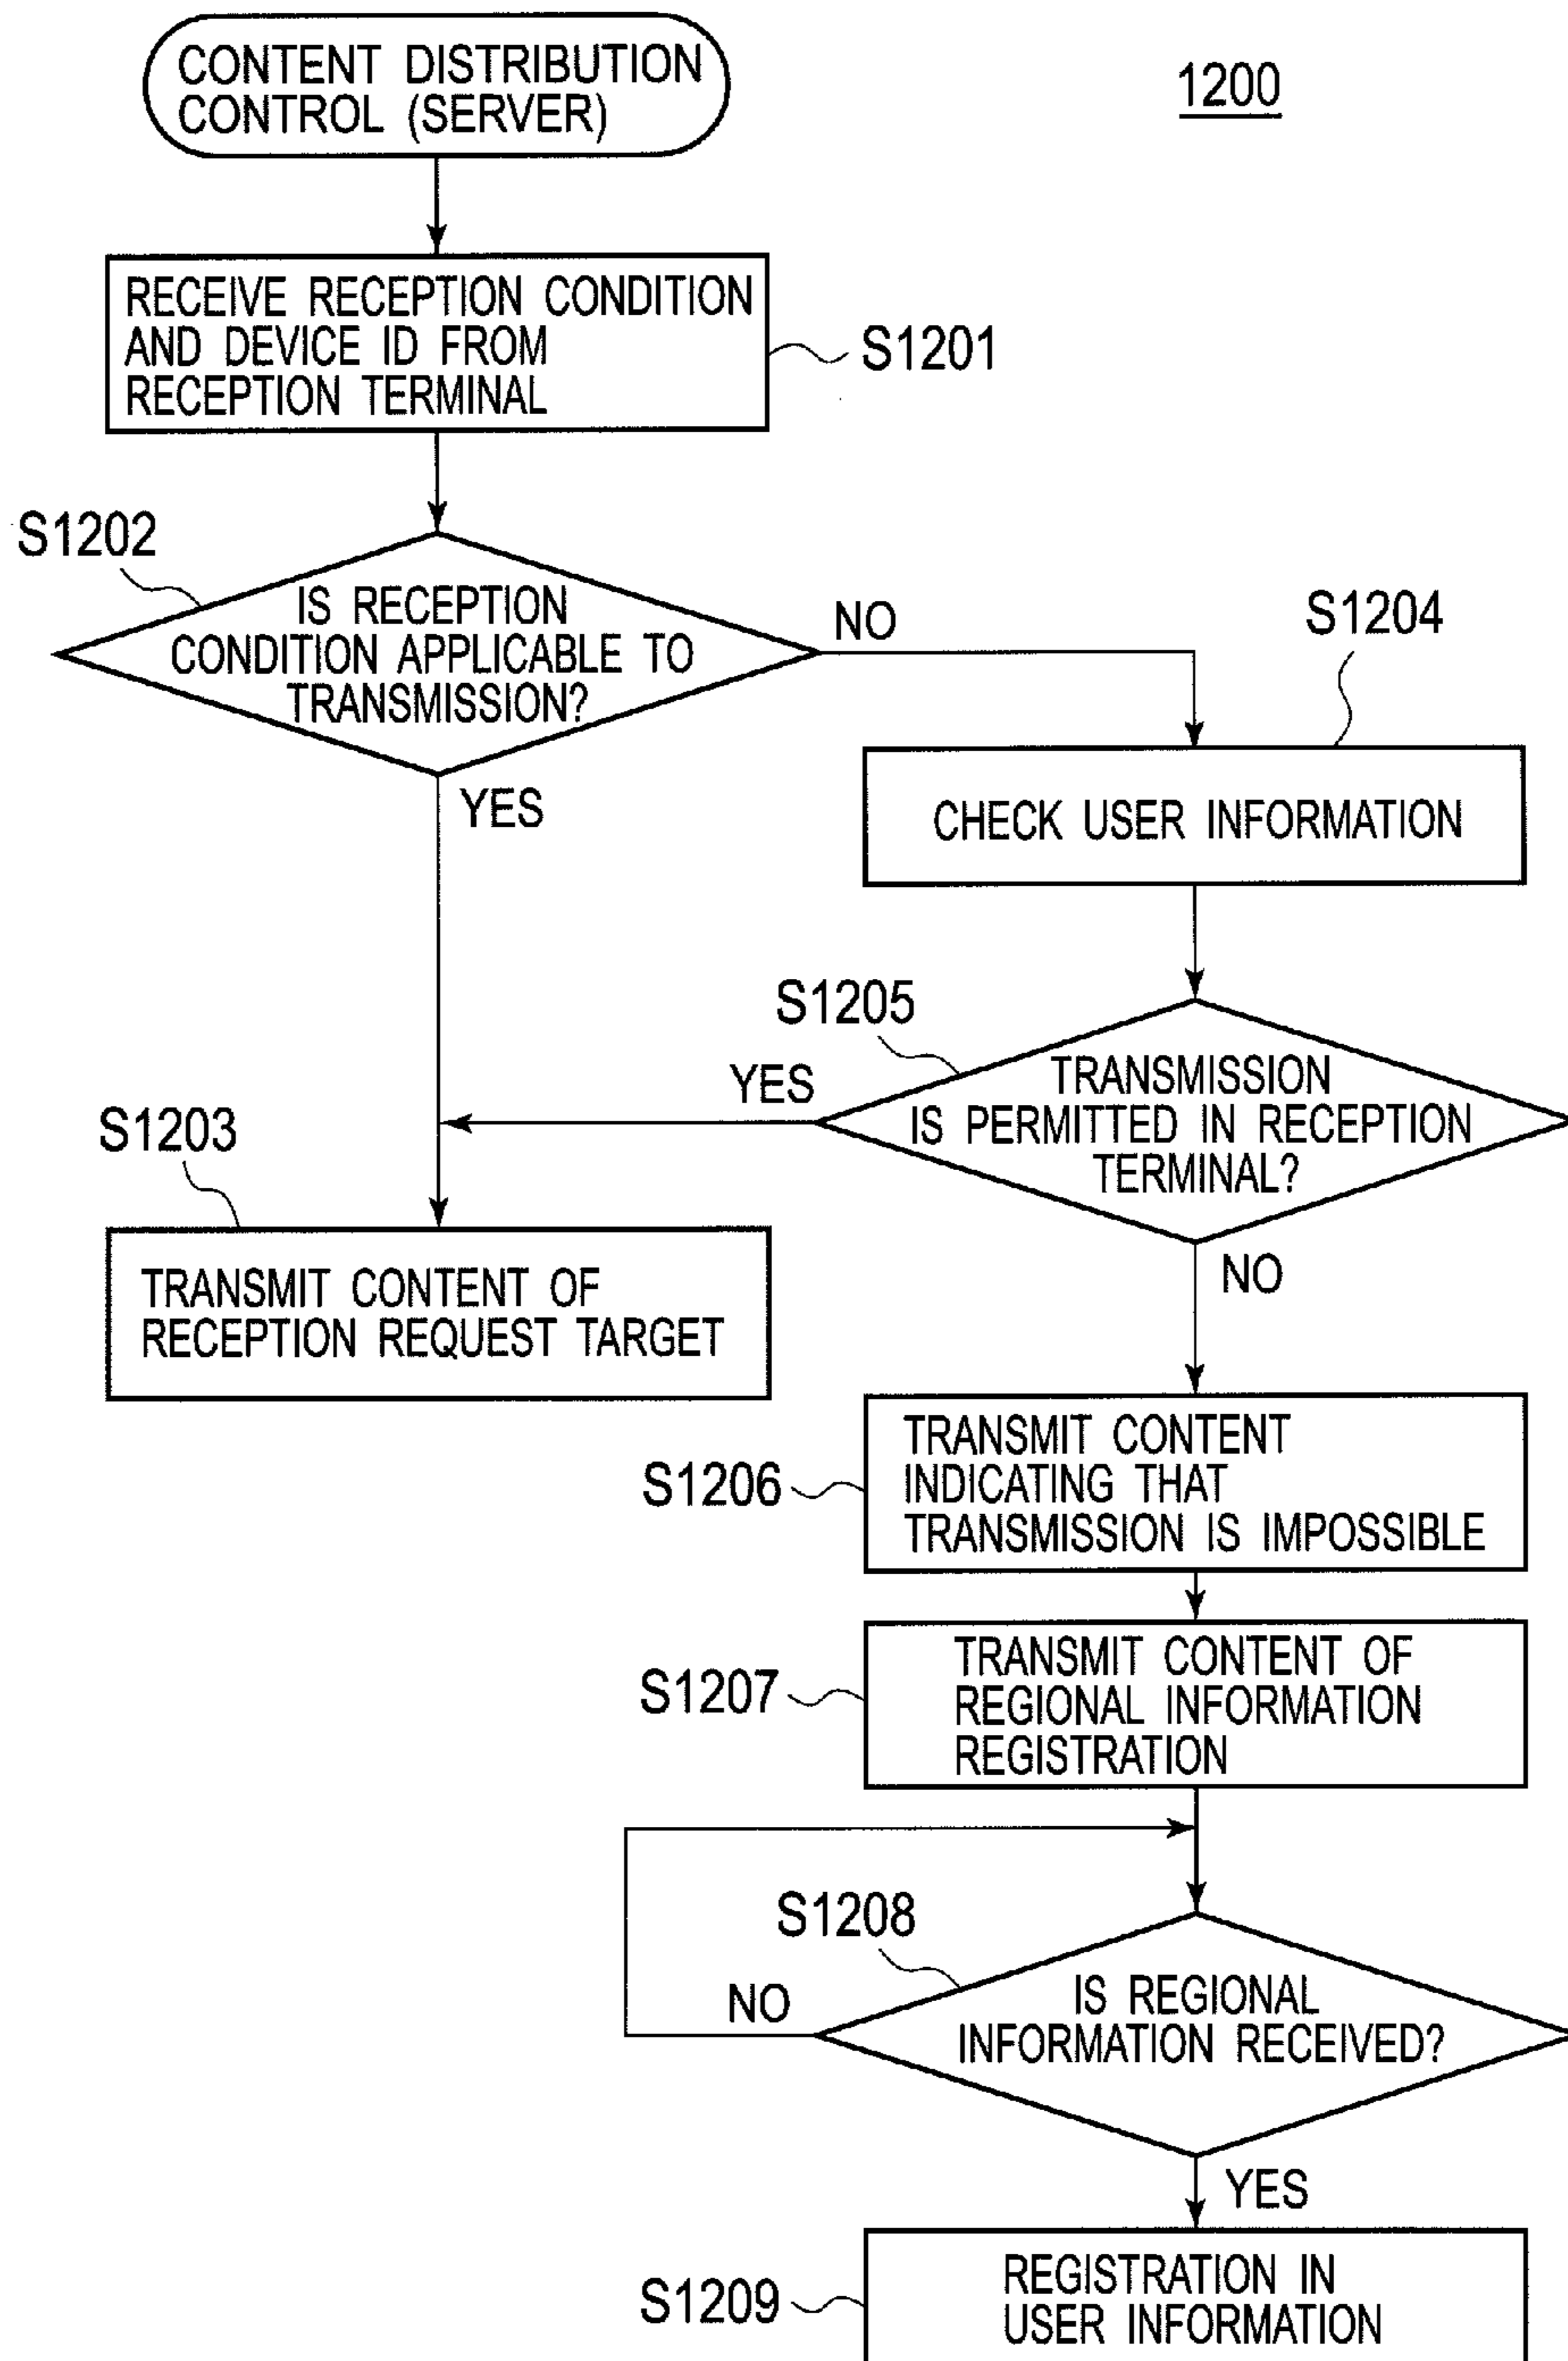 CONTENT DISTRIBUTION
CONTROL (SERVER)
1200
RECEIVE RECEPTION CONDITION
AND DEVICE ID FROM
RECEPTION TERMINAL
S1201
S1202
IS RECEPTION
CONDITION APPLICABLE TO
TRANSMISSION?
NO
YES
S1204
CHECK USER INFORMATION
S1205
TRANSMISSION
IS PERMITTED IN RECEPTION
TERMINAL?
YES
NO
S1203
TRANSMIT CONTENT OF
RECEPTION REQUEST TARGET
S1206
TRANSMIT CONTENT
INDICATING THAT
TRANSMISSION IS IMPOSSIBLE
S1207
TRANSMIT CONTENT OF
REGIONAL INFORMATION
REGISTRATION
S1208
IS REGIONAL
INFORMATION RECEIVED?
NO
YES
S1209
REGISTRATION IN
USER INFORMATION